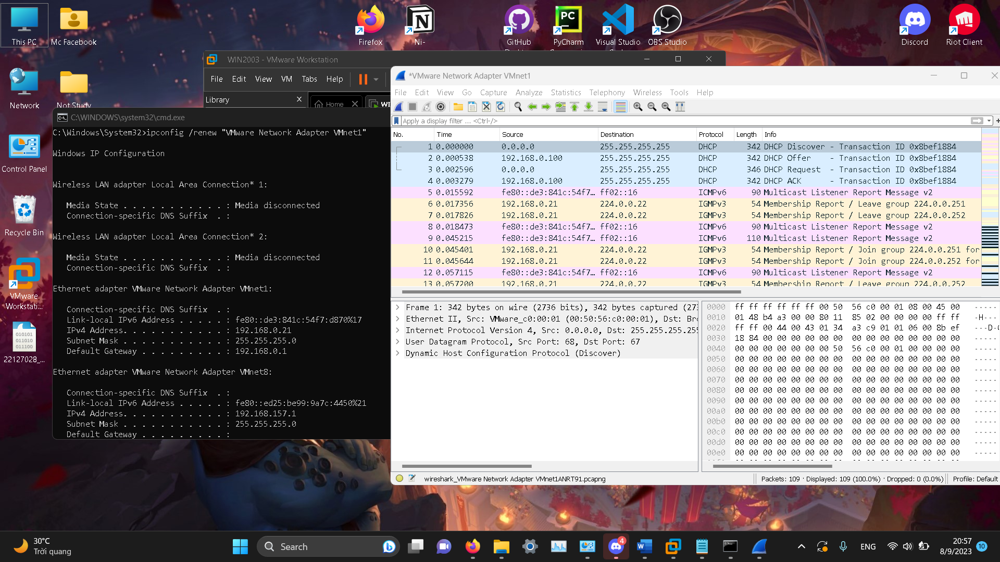 This PC
Mc Facebook
Firefox
Ni-
GitHub
PyCharm
Visual Studio
OBS Studio
Discord
Riot Client
Network
Not Study
Control Panel
Recycle Bin
VMware
Workstati...
22127028_...
WIN2003 - VMware Workstation
File Edit View VM Tabs Help
Library
Home
C:\WINDOWS\system32\cmd.exe
C:\Windows\System32>ipconfig /renew "VMware Network Adapter VMnet1"
Windows IP Configuration
Wireless LAN adapter Local Area Connection* 1:
Media State . . . . . . . . . . . : Media disconnected
Connection-specific DNS Suffix  . :
Wireless LAN adapter Local Area Connection* 2:
Media State . . . . . . . . . . . : Media disconnected
Connection-specific DNS Suffix  . :
Ethernet adapter VMware Network Adapter VMnet1:
Connection-specific DNS Suffix  . :
Link-local IPv6 Address . . . . . : fe80::de3:841c:54f7:d870%17
IPv4 Address. . . . . . . . . . . : 192.168.0.21
Subnet Mask . . . . . . . . . . . : 255.255.255.0
Default Gateway . . . . . . . . . : 192.168.0.1
Ethernet adapter VMware Network Adapter VMnet8:
Connection-specific DNS Suffix  . :
Link-local IPv6 Address . . . . . : fe80::ed25:be99:9a7c:4450%21
IPv4 Address. . . . . . . . . . . : 192.168.157.1
Subnet Mask . . . . . . . . . . . : 255.255.255.0
Default Gateway . . . . . . . . . :
*VMware Network Adapter VMnet1
File Edit View Go Capture Analyze Statistics Telephony Wireless Tools Help
Apply a display filter ... <Ctrl-/>
No. Time Source Destination Protocol Length Info
1 0.000000 0.0.0.0 255.255.255.255 DHCP 342 DHCP Discover - Transaction ID 0x8bef1884
2 0.000538 192.168.0.100 255.255.255.255 DHCP 342 DHCP Offer - Transaction ID 0x8bef1884
3 0.002596 0.0.0.0 255.255.255.255 DHCP 346 DHCP Request - Transaction ID 0x8bef1884
4 0.003279 192.168.0.100 255.255.255.255 DHCP 342 DHCP ACK - Transaction ID 0x8bef1884
5 0.015592 fe80::de3:841c:54f7… ff02::16 ICMPv6 90 Multicast Listener Report Message v2
6 0.017356 192.168.0.21 224.0.0.22 IGMPv3 54 Membership Report / Leave group 224.0.0.251
7 0.017826 192.168.0.21 224.0.0.22 IGMPv3 54 Membership Report / Leave group 224.0.0.252
8 0.018473 fe80::de3:841c:54f7… ff02::16 ICMPv6 90 Multicast Listener Report Message v2
9 0.045215 fe80::de3:841c:54f7… ff02::16 ICMPv6 110 Multicast Listener Report Message v2
10 0.045401 192.168.0.21 224.0.0.22 IGMPv3 54 Membership Report / Join group 224.0.0.251 for
11 0.045644 192.168.0.21 224.0.0.22 IGMPv3 54 Membership Report / Join group 224.0.0.252 for
12 0.057115 fe80::de3:841c:54f7… ff02::16 ICMPv6 90 Multicast Listener Report Message v2
13 0.057200 192.168.0.21 224.0.0.22 IGMPv3 54 Membership Report / Leave group 224.0.0.252
Frame 1: 342 bytes on wire (2736 bits), 342 bytes captured (273
Ethernet II, Src: VMware_c0:00:01 (00:50:56:c0:00:01), Dst: Bro
Internet Protocol Version 4, Src: 0.0.0.0, Dst: 255.255.255.255
User Datagram Protocol, Src Port: 68, Dst Port: 67
Dynamic Host Configuration Protocol (Discover)
0000 ff ff ff ff ff ff 00 50 56 c0 00 01 08 00 45 00
0010 01 48 b4 a3 00 00 80 11 85 02 00 00 00 00 ff ff ·H····
0020 ff ff 00 44 00 43 01 34 a3 c9 01 01 06 00 8b ef ···D·C
0030 18 84 00 00 00 00 00 00 00 00 00 00 00 00 00 00
0040 00 00 00 00 00 00 00 50 56 c0 00 01 00 00 00 00
0050 00 00 00 00 00 00 00 00 00 00 00 00 00 00 00 00
0060 00 00 00 00 00 00 00 00 00 00 00 00 00 00 00 00
0070 00 00 00 00 00 00 00 00 00 00 00 00 00 00 00 00
0080 00 00 00 00 00 00 00 00 00 00 00 00 00 00 00 00
0090 00 00 00 00 00 00 00 00 00 00 00 00 00 00 00 00
00a0 00 00 00 00 00 00 00 00 00 00 00 00 00 00 00 00
00b0 00 00 00 00 00 00 00 00 00 00 00 00 00 00 00 00
00c0 00 00 00 00 00 00 00 00 00 00 00 00 00 00 00 00
00d0 00 00 00 00 00 00 00 00 00 00 00 00 00 00 00 00
00e0 00 00 00 00 00 00 00 00 00 00 00 00 00 00 00 00
wireshark_VMware Network Adapter VMnet1ANRT91.pcapng
Packets: 109 · Displayed: 109 (100.0%) · Dropped: 0 (0.0%)
Profile: Default
30°C
Trời quang
Search
4
ENG
20:57
8/9/2023
10